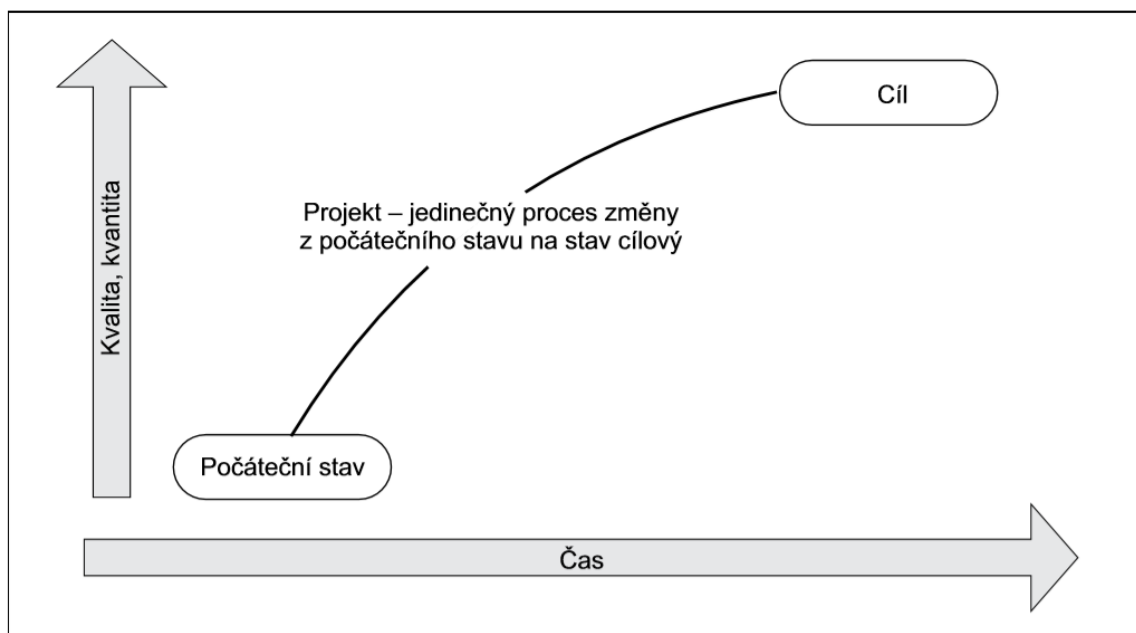 Cíl
Kvalita, kvantita
Projekt – jedinečný proces změny
z počátečního stavu na stav cílový
Počáteční stav
Čas